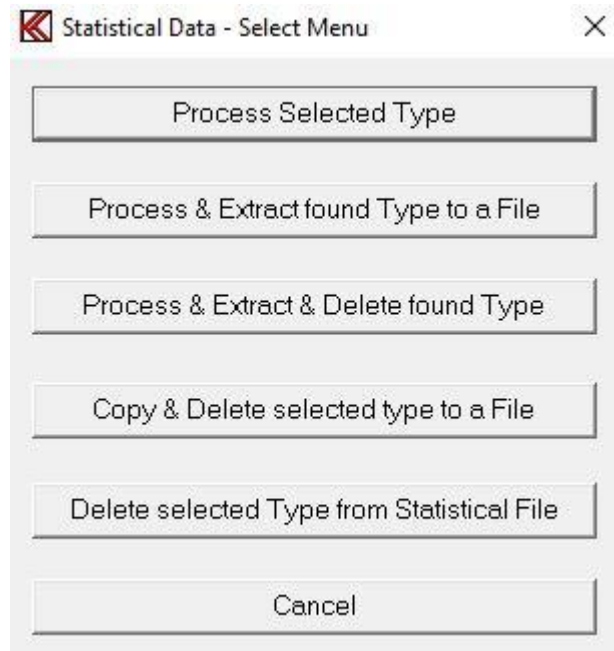 Statistical Data - Select Menu
Process Selected Type
Process & Extract found Type to a File
Process & Extract & Delete found Type
Copy & Delete selected type to a File
Delete selected Type from Statistical File
Cancel